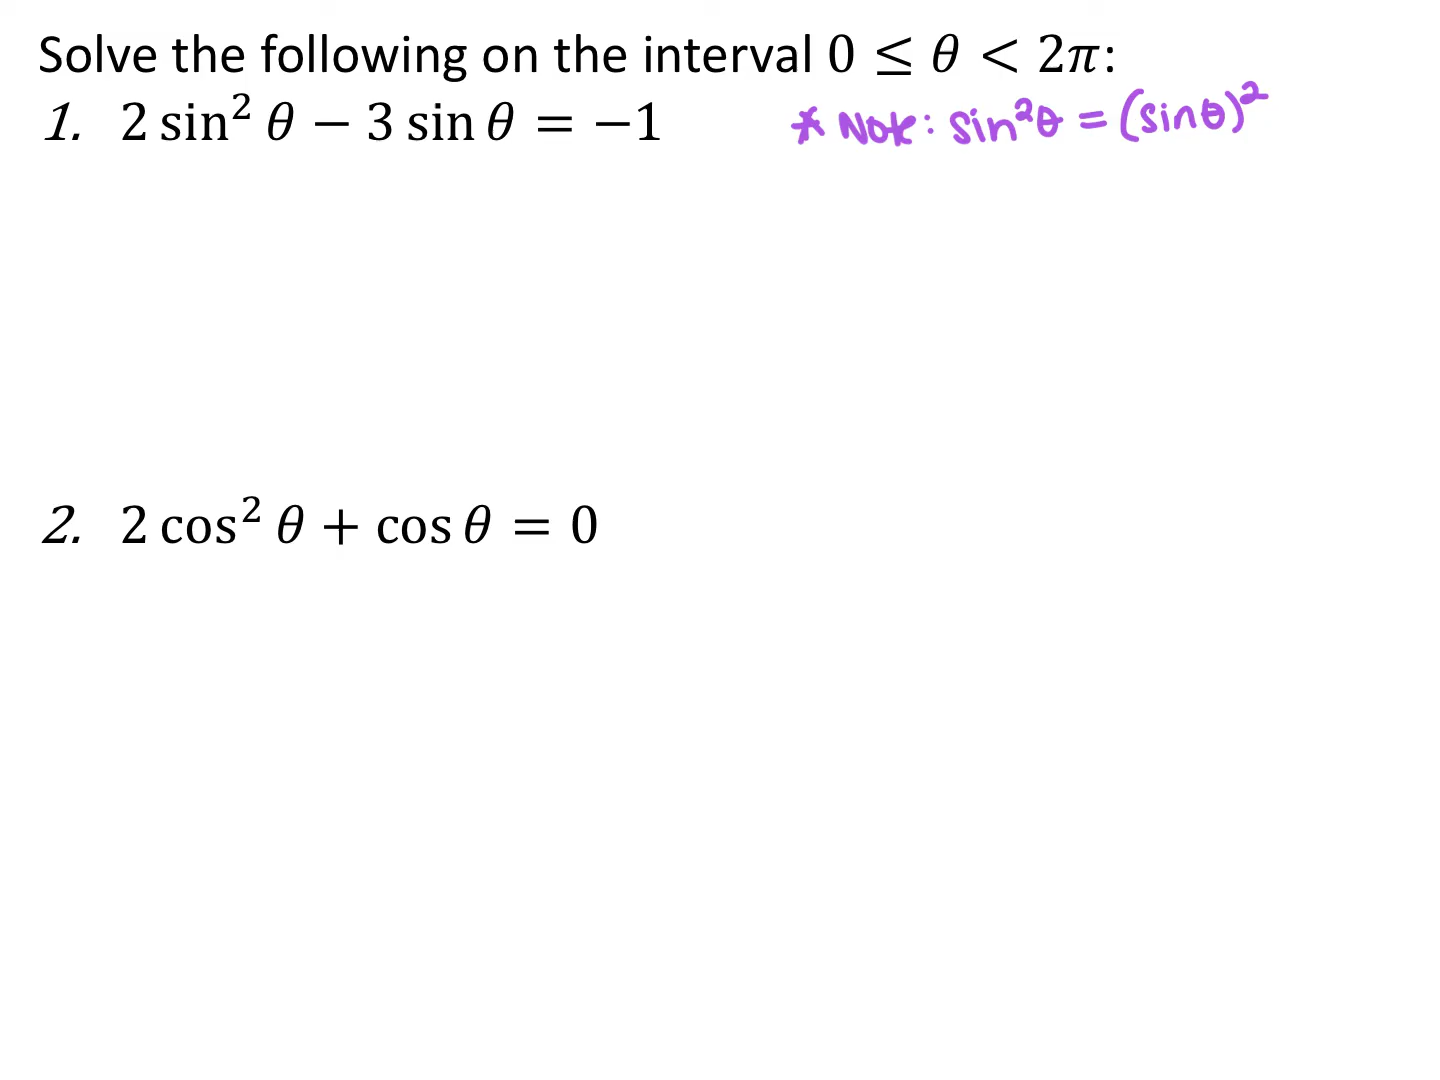 Solve the following on the interval 0 ≤ θ < 2π:
1. 2 sin² θ − 3 sin θ = −1
* Note: sin²θ = (sinθ)²
2. 2 cos² θ + cos θ = 0